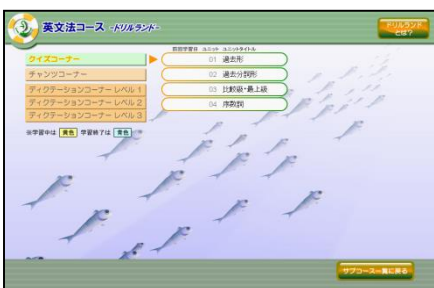 英文法コース -ドリルランド-
ドリルランド
とは?
前回学習日 ユニット ユニットタイトル
クイズコーナー
01 過去形
チャンツコーナー
02 過去分詞形
ディクテーションコーナー レベル 1
03 比較級・最上級
ディクテーションコーナー レベル 2
04 序数詞
ディクテーションコーナー レベル 3
※学習中は 黄色 学習終了は 青色
サブコース一覧に戻る